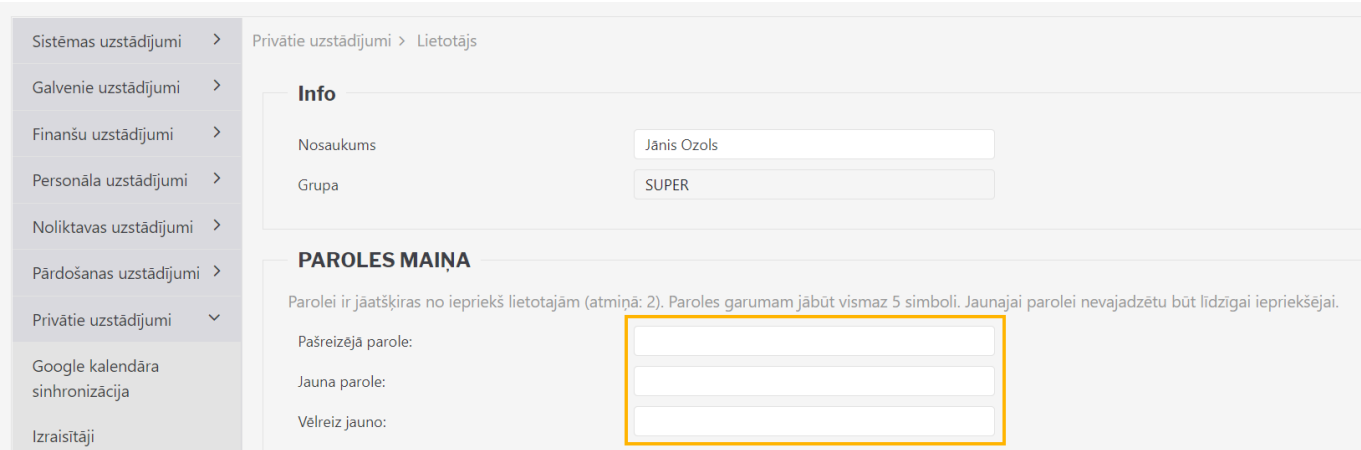 Sistēmas uzstādījumi
Galvenie uzstādījumi
Finanšu uzstādījumi
Personāla uzstādījumi
Noliktavas uzstādījumi
Pārdošanas uzstādījumi
Privātie uzstādījumi
Google kalendāra
sinhronizācija
Izraisītāji
Privātie uzstādījumi > Lietotājs
Info
Nosaukums Jānis Ozols
Grupa SUPER
PAROLES MAIŅA
Parolei ir jāatšķiras no iepriekš lietotajām (atmiņā: 2). Paroles garumam jābūt vismaz 5 simboli. Jaunajai parolei nevajadzētu būt līdzīgai iepriekšējai.
Pašreizējā parole:
Jauna parole:
Vēlreiz jauno: